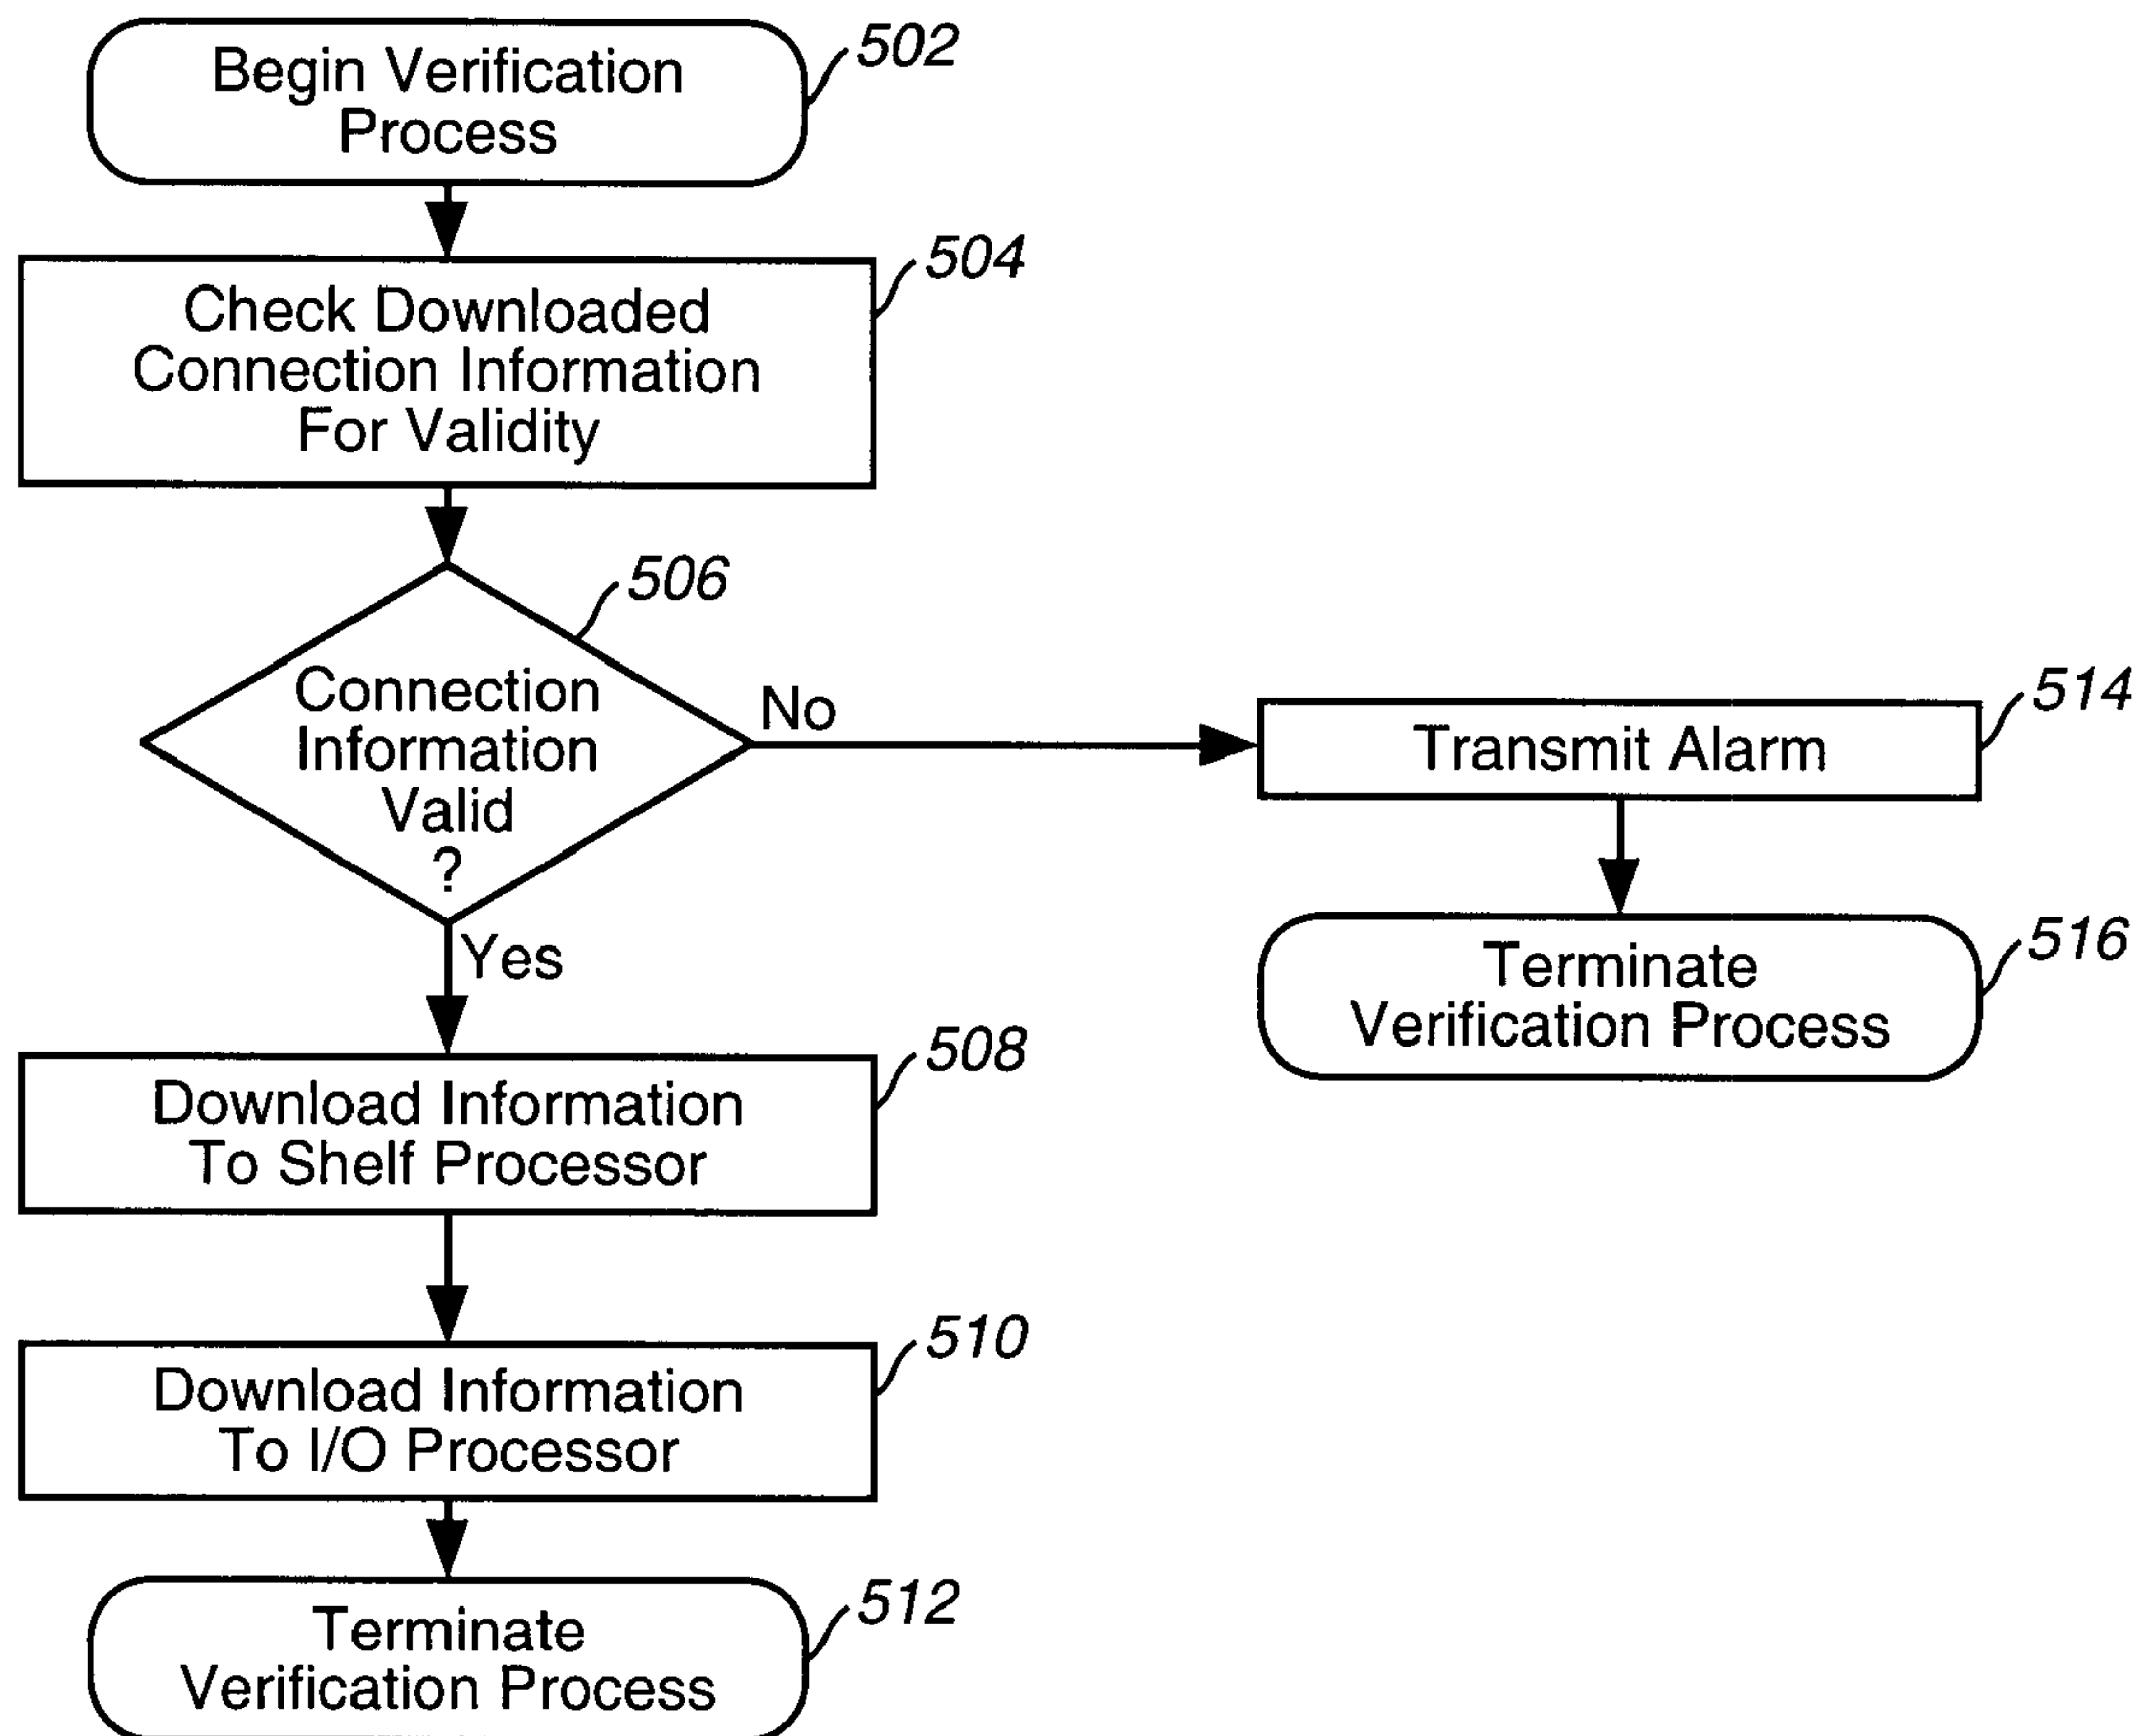 Begin Verification
Process
502
Check Downloaded
Connection Information
For Validity
504
Connection
Information
Valid
?
506
No
Transmit Alarm
514
Terminate
Verification Process
516
Yes
Download Information
To Shelf Processor
508
Download Information
To I/O Processor
510
Terminate
Verification Process
512